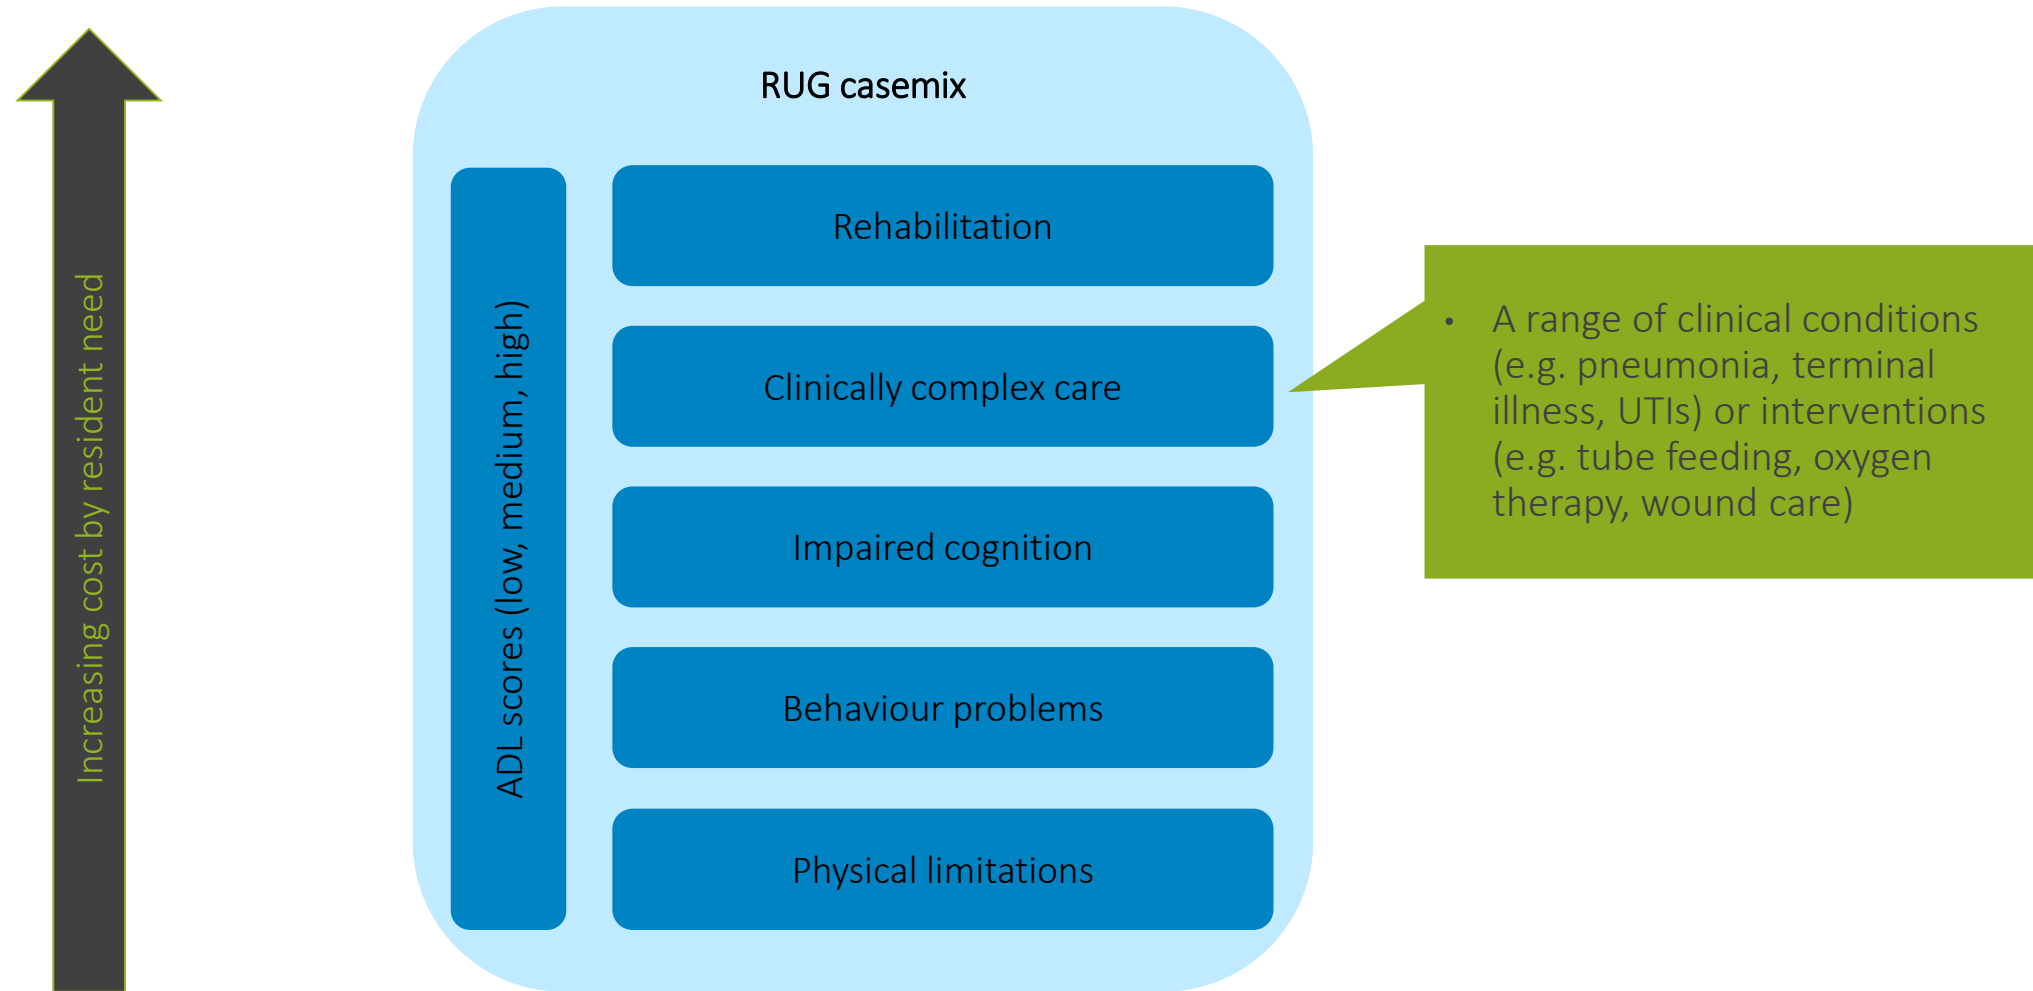 RUG casemix
Increasing cost by resident need
ADL scores (low, medium, high)
Rehabilitation
Clinically complex care
Impaired cognition
Behaviour problems
Physical limitations
• A range of clinical conditions
(e.g. pneumonia, terminal
illness, UTIs) or interventions
(e.g. tube feeding, oxygen
therapy, wound care)